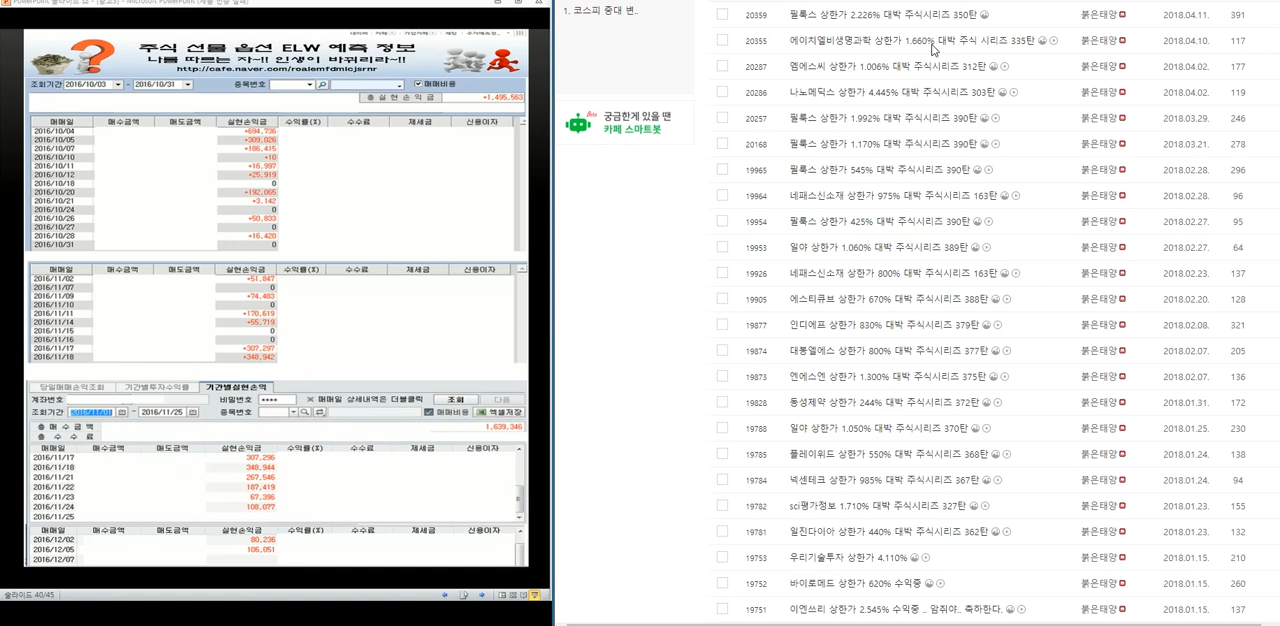 주식 선물 옵션 ELW 예측 정보
나를 따르는 자~!! 인생이 바뀌리라~!!
http://cafe.naver.com/roalemfdmlcjsrnr
조회기간 2016/10/03 - 2016/10/31 종목번호 매매비용
총 실 현 손 익 금 +1,495,563
매매일 매수금액 매도금액 실현손익금 수익률(%) 수수료 제세금 신용이자
2016/10/04 +694,736
2016/10/05 +309,026
2016/10/07 +186,415
2016/10/10 +10
2016/10/11 +16,997
2016/10/12 +25,919
2016/10/18 0
2016/10/20 +192,065
2016/10/21 +3,142
2016/10/24 0
2016/10/26 +50,833
2016/10/27 0
2016/10/28 +16,420
2016/10/31 0
매매일 매수금액 매도금액 실현손익금 수익률(%) 수수료 제세금 신용이자
2016/11/02 +51,847
2016/11/07 0
2016/11/09 +74,483
2016/11/10 0
2016/11/11 +170,619
2016/11/14 +55,719
2016/11/15 0
2016/11/16 0
2016/11/17 +307,297
2016/11/18 +348,942
당일매매손익조회 기간별투자수익률 기간별실현손익
계좌번호 비밀번호 **** ※ 매매일 상세내역은 더블클릭 조회 다음
조회기간 2016/11/01 - 2016/11/25 종목번호 매매비용 엑셀저장
총 매 수 금 액 1,639,346
총 수 수 료
매매일 매수금액 매도금액 실현손익금 수익률(%) 수수료 제세금 신용이자
2016/11/17 307,296
2016/11/18 348,944
2016/11/21 267,546
2016/11/22 187,419
2016/11/23 67,396
2016/11/24 108,077
2016/11/25
매매일 매수금액 매도금액 실현손익금 수익률(%) 수수료 제세금 신용이자
2016/12/02 80,236
2016/12/05 106,051
2016/12/07
슬라이드 40/45
1. 코스피 중대 변..
Beta 궁금한게 있을 땐
카페 스마트봇
20359 필룩스 상한가 2.226% 대박 주식시리즈 350탄 붉은태양 2018.04.11. 391
20355 에이치엘비생명과학 상한가 1.660% 대박 주식 시리즈 335탄 붉은태양 2018.04.10. 117
20287 엠에스씨 상한가 1.006% 대박 주식시리즈 312탄 붉은태양 2018.04.02. 177
20286 나노메딕스 상한가 4.445% 대박 주식시리즈 303탄 붉은태양 2018.04.02. 119
20257 필룩스 상한가 1.992% 대박 주식시리즈 390탄 붉은태양 2018.03.29. 246
20168 필룩스 상한가 1.170% 대박 주식시리즈 390탄 붉은태양 2018.03.21. 278
19965 필룩스 상한가 545% 대박 주식시리즈 390탄 붉은태양 2018.02.28. 296
19964 네패스신소재 상한가 975% 대박 주식시리즈 163탄 붉은태양 2018.02.28. 96
19954 필룩스 상한가 425% 대박 주식시리즈 390탄 붉은태양 2018.02.27. 95
19953 일야 상한가 1.060% 대박 주식시리즈 389탄 붉은태양 2018.02.27. 64
19926 네패스신소재 상한가 800% 대박 주식시리즈 163탄 붉은태양 2018.02.23. 137
19905 에스티큐브 상한가 670% 대박 주식시리즈 388탄 붉은태양 2018.02.20. 128
19877 인디에프 상한가 830% 대박 주식시리즈 379탄 붉은태양 2018.02.08. 321
19874 대봉엘에스 상한가 800% 대박 주식시리즈 377탄 붉은태양 2018.02.07. 205
19873 엔에스엔 상한가 1.300% 대박 주식시리즈 375탄 붉은태양 2018.02.07. 136
19828 동성제약 상한가 244% 대박 주식시리즈 372탄 붉은태양 2018.01.31. 172
19788 일야 상한가 1.050% 대박 주식시리즈 370탄 붉은태양 2018.01.25. 230
19785 플레이위드 상한가 550% 대박 주식시리즈 368탄 붉은태양 2018.01.24. 138
19784 넥센테크 상한가 985% 대박 주식시리즈 367탄 붉은태양 2018.01.24. 94
19782 sci평가정보 1.710% 대박 주식시리즈 327탄 붉은태양 2018.01.23. 155
19781 일진다이아 상한가 440% 대박 주식시리즈 362탄 붉은태양 2018.01.23. 132
19753 우리기술투자 상한가 4.110% 붉은태양 2018.01.15. 210
19752 바이로메드 상한가 620% 수익중 붉은태양 2018.01.15. 260
19751 이엔쓰리 상한가 2.545% 수익중 .. 암쥐야.. 축하한다. 붉은태양 2018.01.15. 137